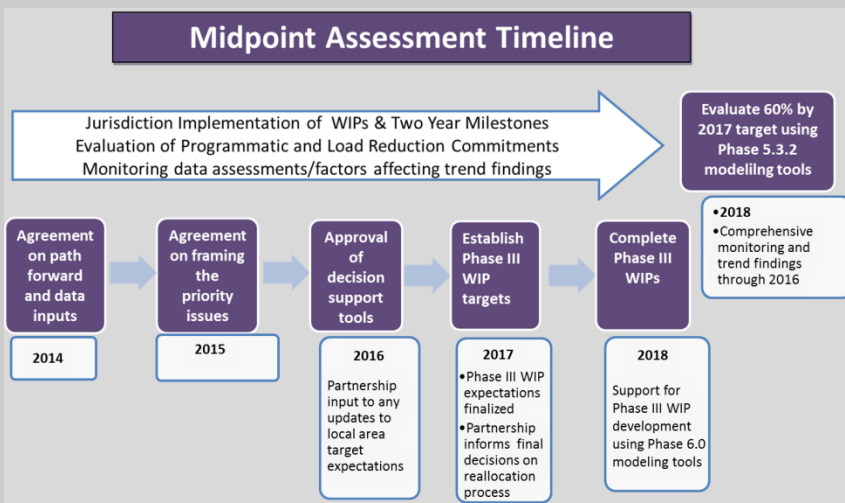 Midpoint Assessment Timeline
Jurisdiction Implementation of WIPs & Two Year Milestones
Evaluation of Programmatic and Load Reduction Commitments
Monitoring data assessments/factors affecting trend findings
Evaluate 60% by
2017 target using
Phase 5.3.2
modelilng tools
•2018
•Comprehensive
monitoring and
trend findings
through 2016
Agreement
on path
forward
and data
inputs
2014
Agreement
on framing
the
priority
issues
2015
Approval
of
decision
support
tools
2016
Partnership
input to any
updates to
local area
target
expectations
Establish
Phase III
WIP
targets
2017
•Phase III WIP
expectations
finalized
•Partnership
informs final
decisions on
reallocation
process
Complete
Phase III
WIPs
2018
Support for
Phase III WIP
development
using Phase 6.0
modeling tools